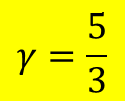 γ = 5/3